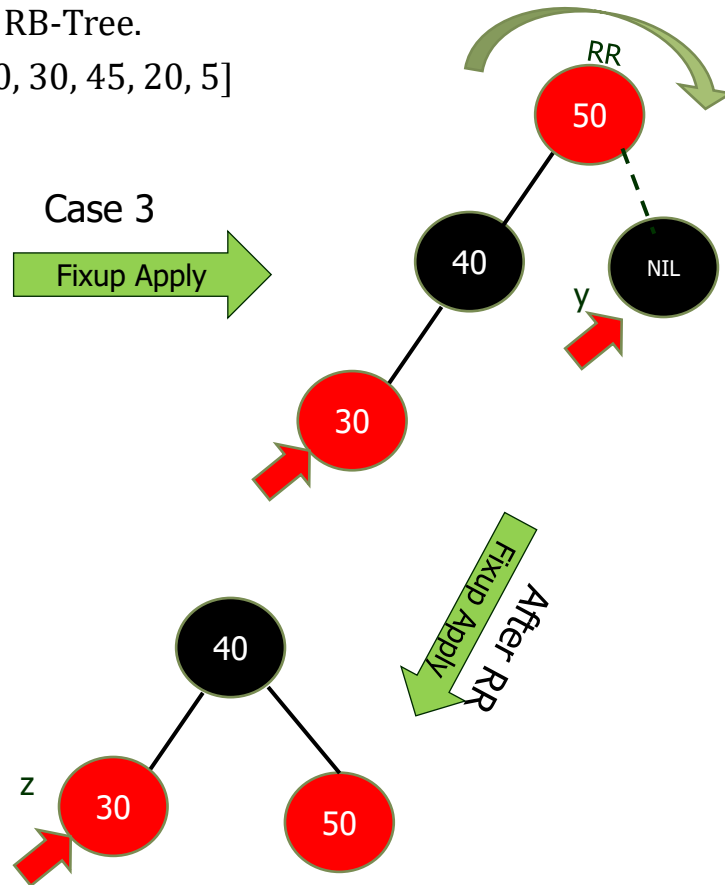 RB-Tree.
0, 30, 45, 20, 5]
RR
50
Case 3
Fixup Apply
40
NIL
y
30
Fixup Apply
After RR
40
z
30
50